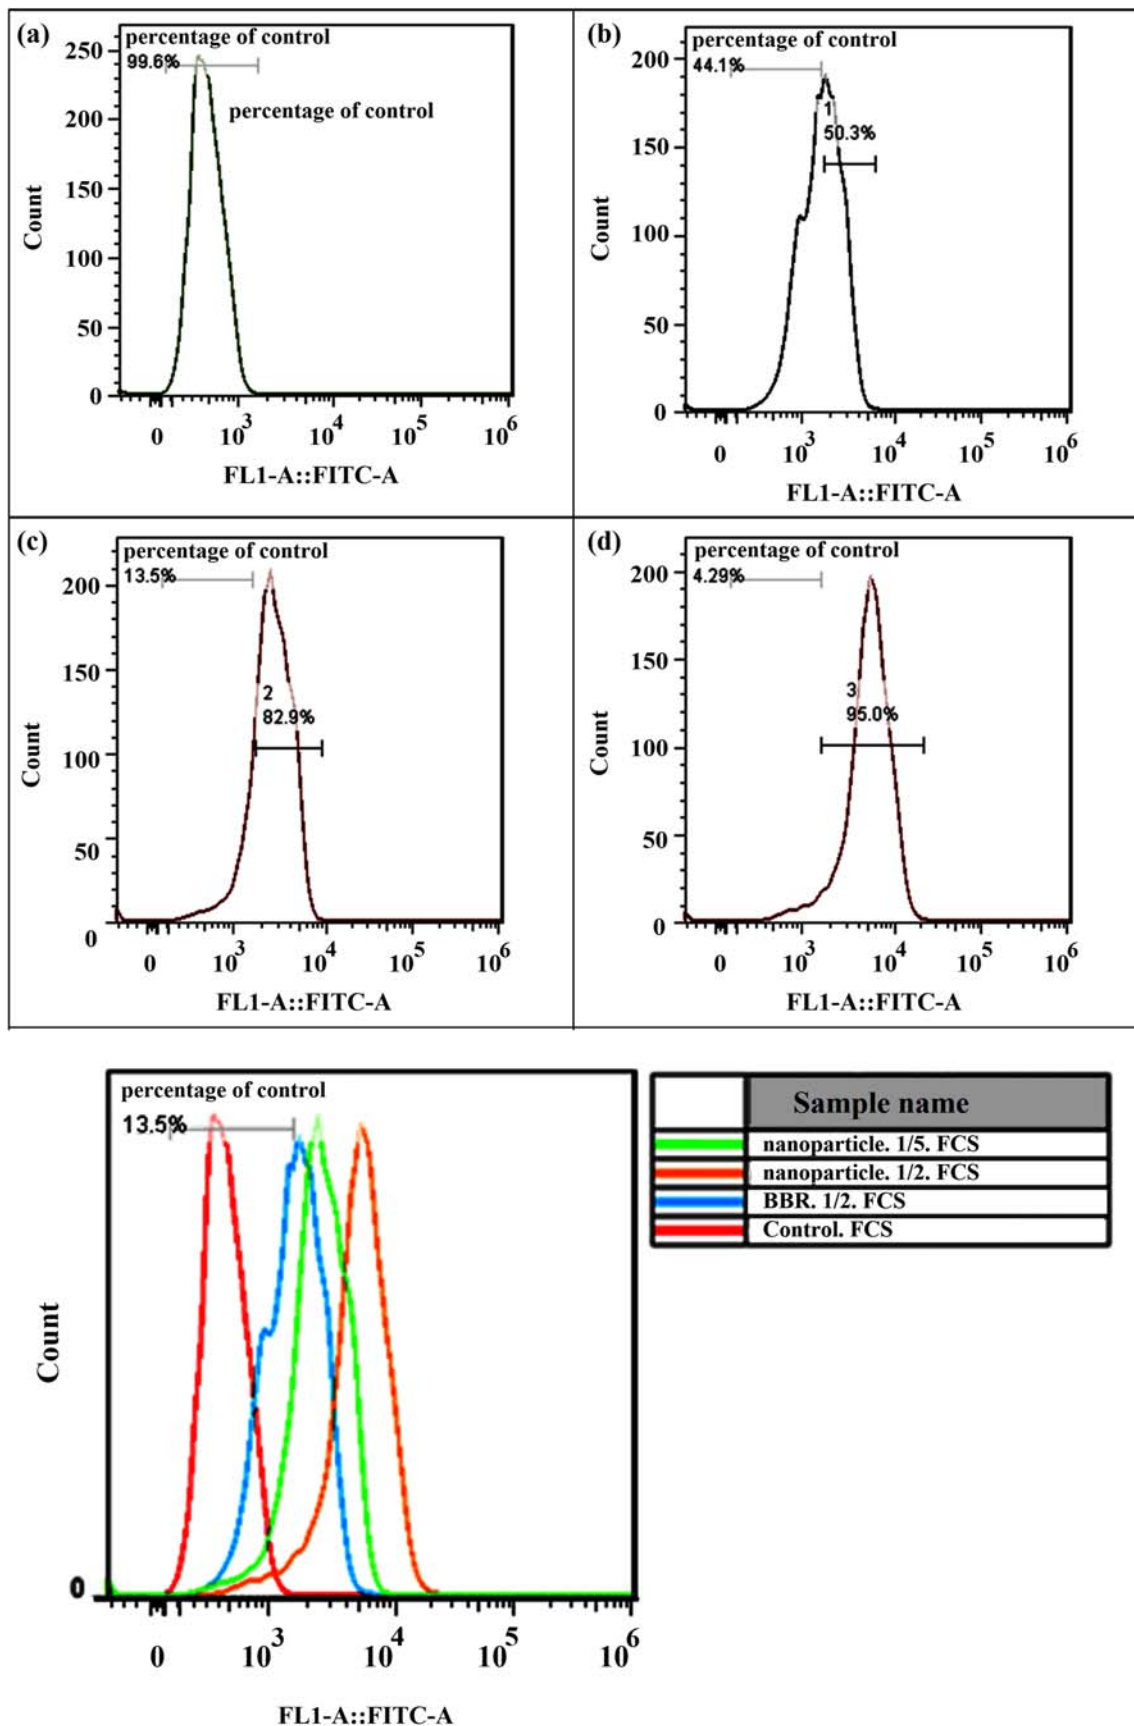 (a)
percentage of control
99.6%
percentage of control
250
200
150
100
50
0
Count
0 103 104 105 106
FL1-A::FITC-A
(b)
percentage of control
44.1%
1
50.3%
200
150
100
50
0
Count
0 103 104 105 106
FL1-A::FITC-A
(c)
percentage of control
13.5%
2
82.9%
200
150
100
50
0
Count
0 103 104 105 106
FL1-A::FITC-A
(d)
percentage of control
4.29%
3
95.0%
200
150
100
50
0
Count
0 103 104 105 106
FL1-A::FITC-A
percentage of control
13.5%
Count
0
0 103 104 105 106
FL1-A::FITC-A
Sample name
nanoparticle. 1/5. FCS
nanoparticle. 1/2. FCS
BBR. 1/2. FCS
Control. FCS